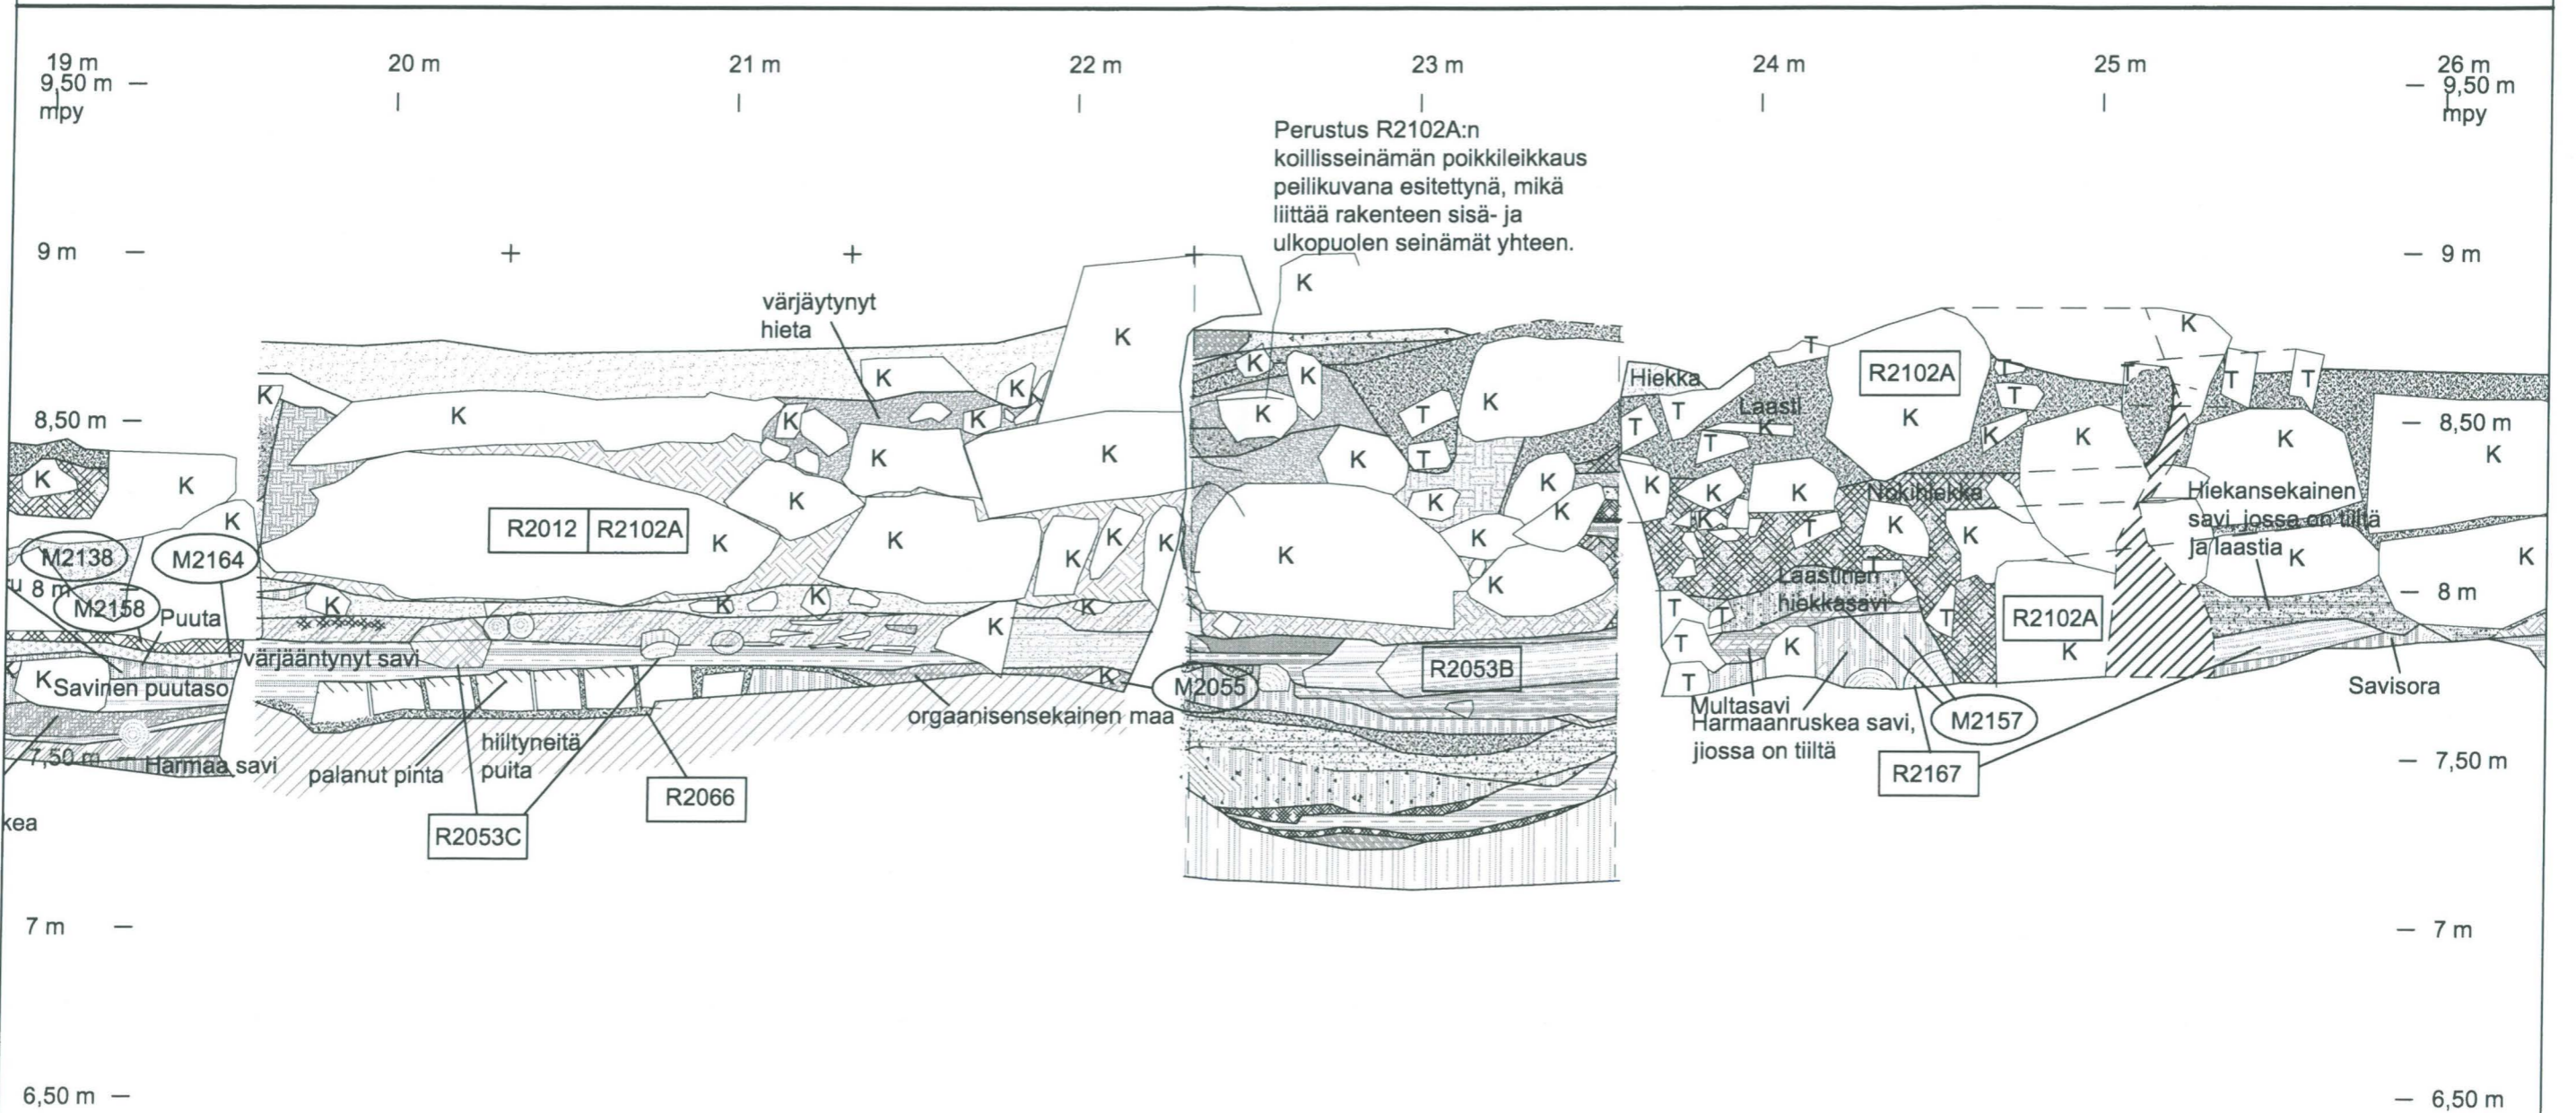 19 m 20 m 21 m 22 m 23 m 24 m 25 m 26 m
9,50 m 9,50 m
mpy mpy
Perustus R2102A:n
koillisseinämän poikkileikkaus
peilikuvana esitettynä, mikä
liittää rakenteen sisä- ja
ulkopuolen seinämät yhteen.
9 m 9 m
K
värjäytynyt
hieta
K
K
T
K
K K K K T Hiekka R2102A T T T T
K K K K K K T T T Laasti K T
8,50 m 8,50 m
K K K K K T T K K K K K
K K K K K K K K Nokihiekka Hiekansekainen
savi, jossa on tiiltä
ja laastia
R2012 R2102A K K K K K K K K K T K K K K
M2138 M2164
8 m 8 m
M2158 Puuta
K K K K K K T Laastinen
hiekkasavi
T T T R2102A
K K K K
värjääntynyt savi
K Savinen puutaso
K M2055 R2053B T
orgaanisensekainen maa
Multasavi
Harmaanruskea savi,
jiossa on tiiltä
M2157
Savisora
7,50 m Harmaa savi 7,50 m
palanut pinta
hiiltyneitä
puita
R2066
R2167
R2053C
kea
7 m 7 m
6,50 m 6,50 m